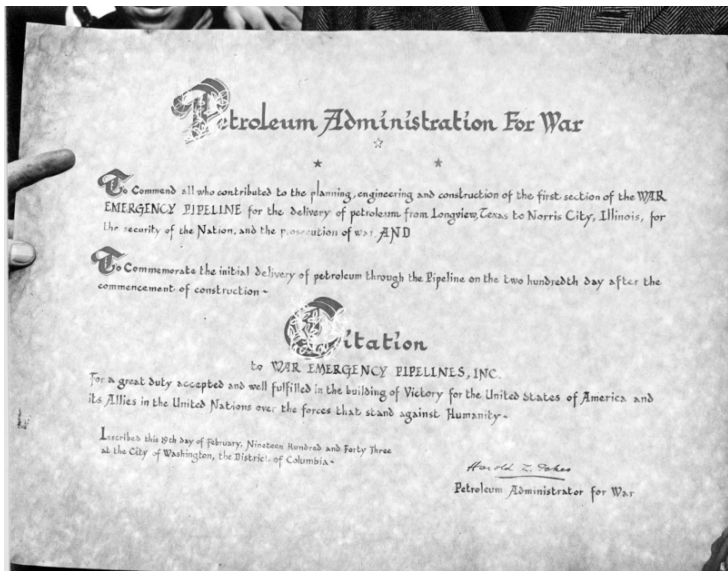 Petroleum Administration For War
To Commend all who contributed to the planning, engineering and construction of the first section of the WAR
EMERGENCY PIPELINE for the delivery of petroleum from Longview, Texas to Norris City, Illinois, for
the security of the Nation, and the prosecution of war, AND
To Commemorate the initial delivery of petroleum through the Pipeline on the two hundredth day after the
commencement of construction -
Citation
to WAR EMERGENCY PIPELINES, INC.
For a great duty accepted and well fulfilled in the building of Victory for the United States of America and
its Allies in the United Nations over the forces that stand against Humanity -
Inscribed this 19th day of February, Nineteen Hundred and Forty Three
at the City of Washington, the District of Columbia -
Harold L. Ickes
Petroleum Administrator for War